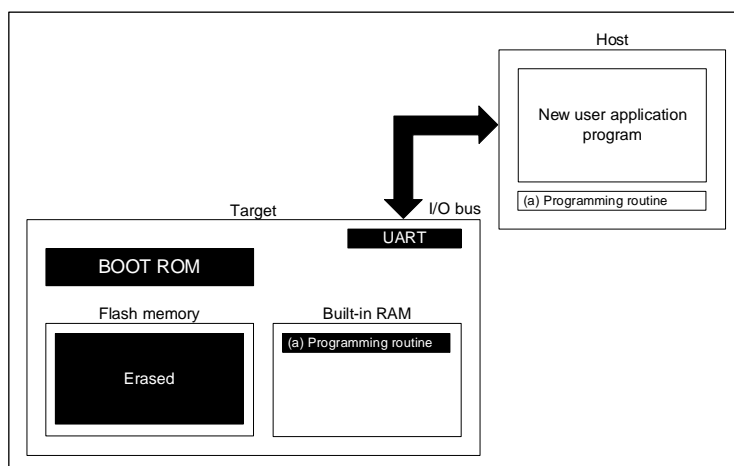 Host
New user application
program
(a) Programming routine
I/O bus
Target
UART
BOOT ROM
Flash memory
Built-in RAM
(a) Programming routine
Erased